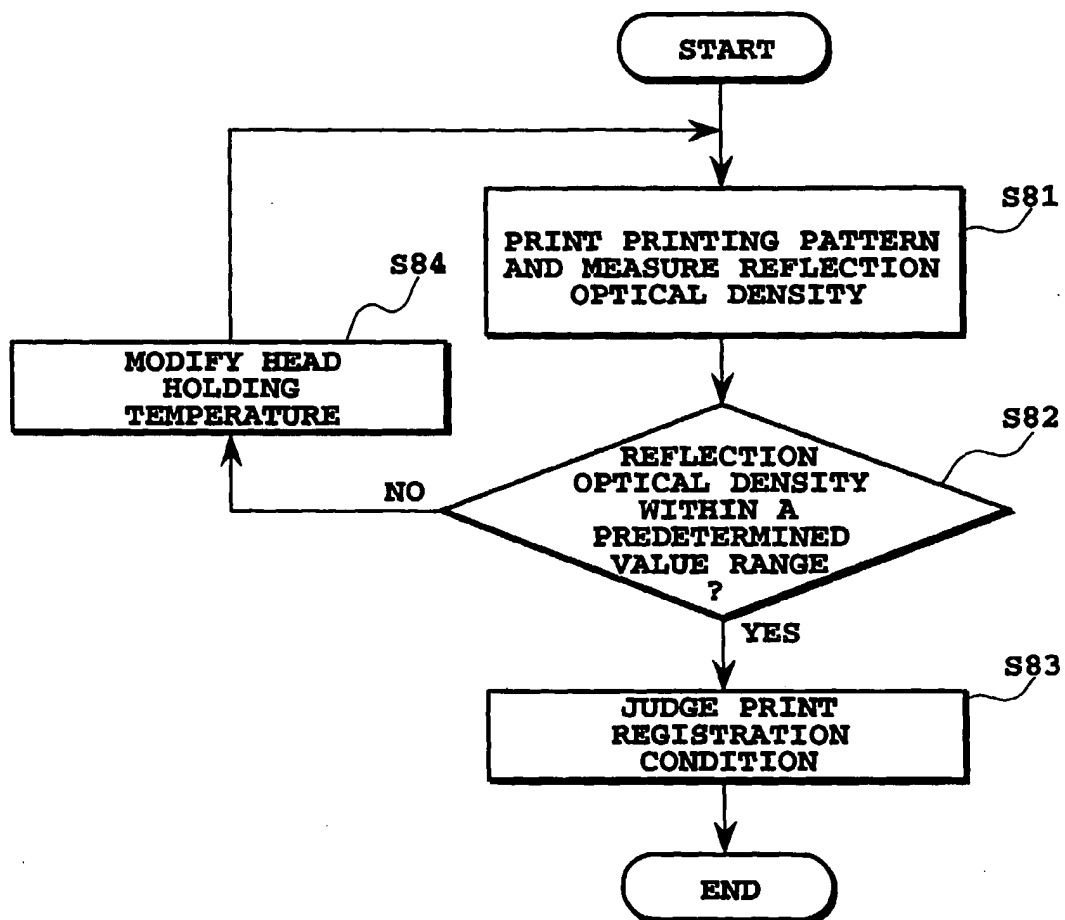 START
S81
PRINT PRINTING PATTERN
AND MEASURE REFLECTION
OPTICAL DENSITY
S84
MODIFY HEAD
HOLDING
TEMPERATURE
S82
REFLECTION
OPTICAL DENSITY
WITHIN A
PREDETERMINED
VALUE RANGE
?
NO
YES
S83
JUDGE PRINT
REGISTRATION
CONDITION
END